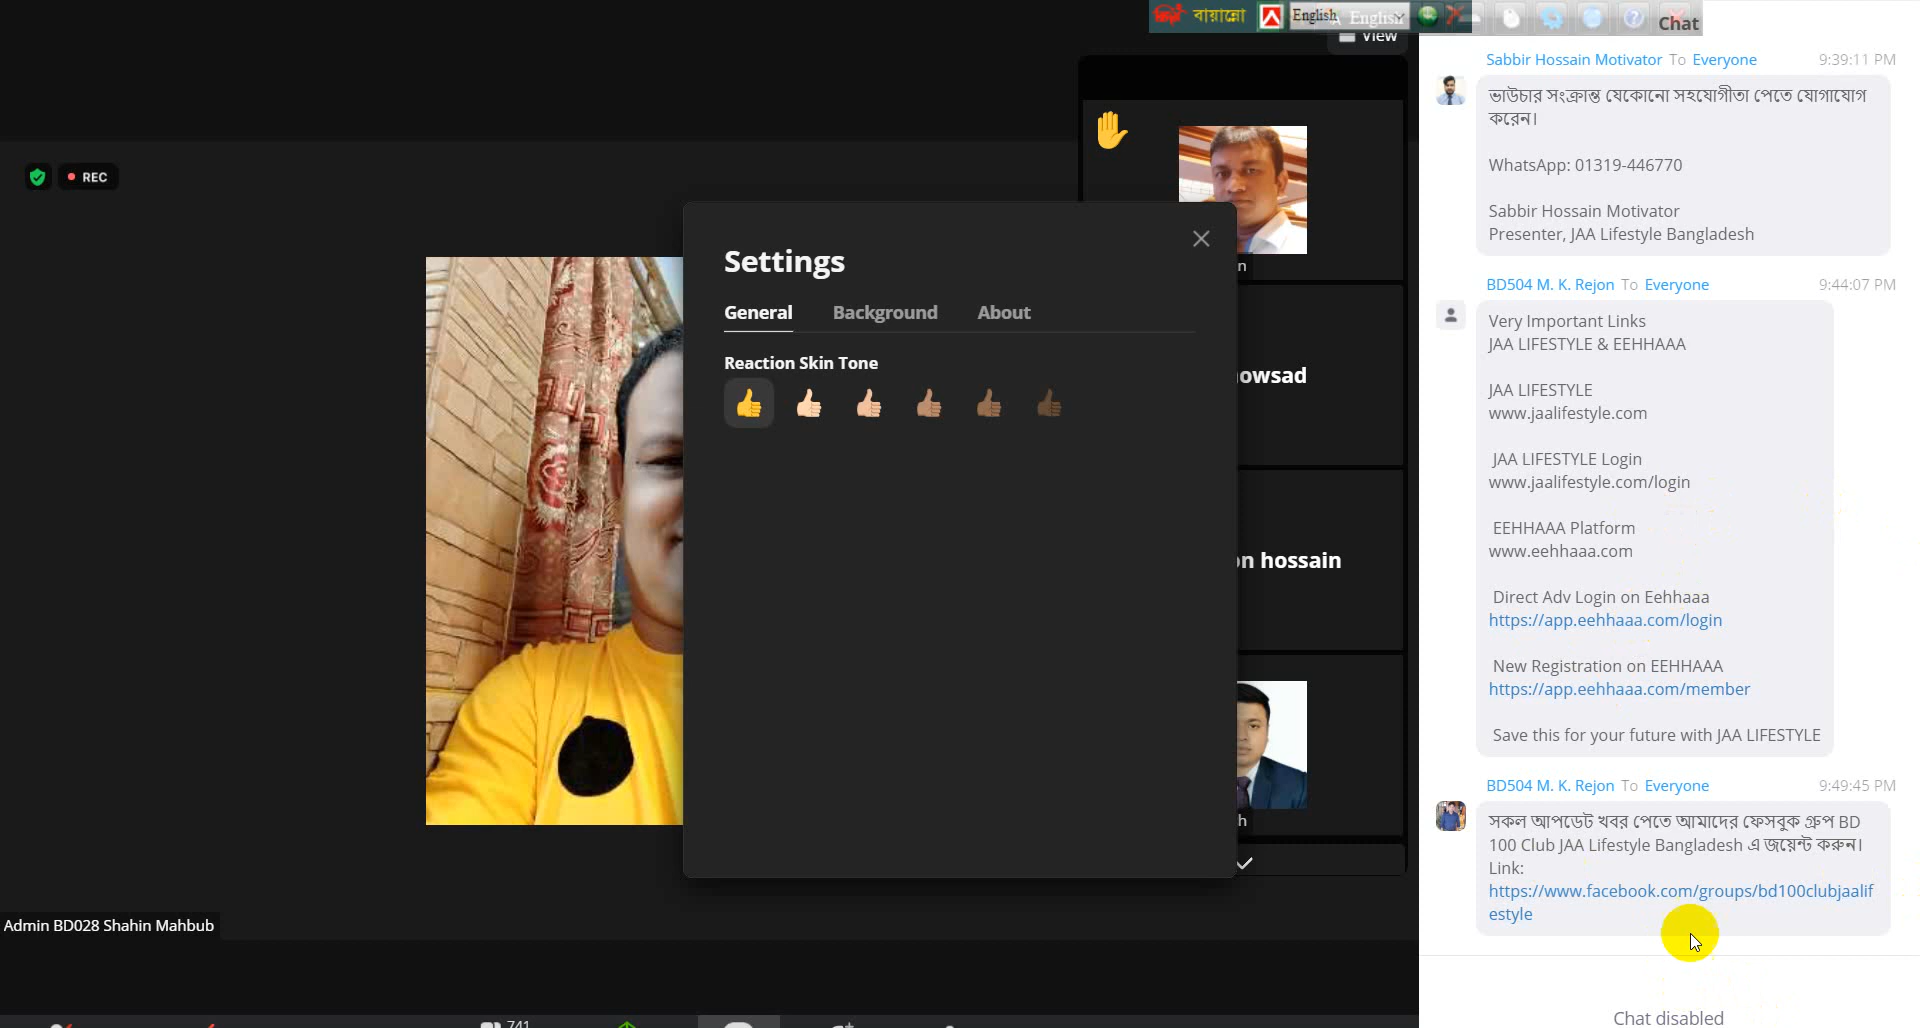 বায়ান্নো
English
English
View
Chat
REC
Settings
General
Background
About
Reaction Skin Tone
n
owsad
on hossain
h
Admin BD028 Shahin Mahbub
741
Sabbir Hossain Motivator To Everyone 9:39:11 PM
ভাউচার সংক্রান্ত যেকোনো সহযোগীতা পেতে যোগাযোগ
করেন।
WhatsApp: 01319-446770
Sabbir Hossain Motivator
Presenter, JAA Lifestyle Bangladesh
BD504 M. K. Rejon To Everyone 9:44:07 PM
Very Important Links
JAA LIFESTYLE & EEHHAAA
JAA LIFESTYLE
www.jaalifestyle.com
JAA LIFESTYLE Login
www.jaalifestyle.com/login
EEHHAAA Platform
www.eehhaaa.com
Direct Adv Login on Eehhaaa
https://app.eehhaaa.com/login
New Registration on EEHHAAA
https://app.eehhaaa.com/member
Save this for your future with JAA LIFESTYLE
BD504 M. K. Rejon To Everyone 9:49:45 PM
সকল আপডেট খবর পেতে আমাদের ফেসবুক গ্রুপ BD
100 Club JAA Lifestyle Bangladesh এ জয়েন্ট করুন।
Link:
https://www.facebook.com/groups/bd100clubjaalif
estyle
Chat disabled